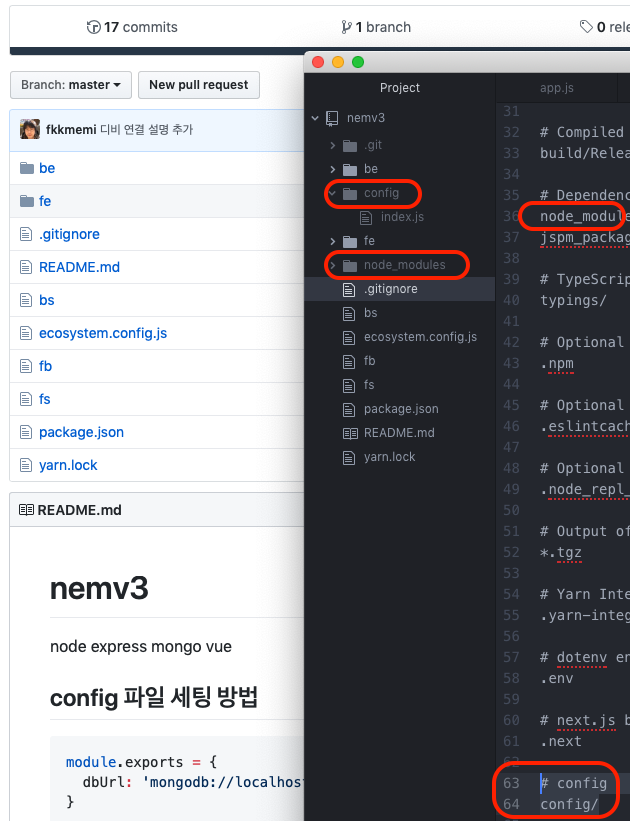 17 commits
1 branch
0 rele
Branch: master
New pull request
fkkmemi 디비 연결 설명 추가
be
fe
.gitignore
README.md
bs
ecosystem.config.js
fb
fs
package.json
yarn.lock
README.md
nemv3
node express mongo vue
config 파일 세팅 방법
module.exports = {
dbUrl: 'mongodb://localhost
}
Project
nemv3
.git
be
config
index.js
fe
node_modules
.gitignore
bs
ecosystem.config.js
fb
fs
package.json
README.md
yarn.lock
app.js
31
32 # Compiled
33 build/Relea
34
35 # Dependenc
36 node_module
37 jspm_packag
38
39 # TypeScrip
40 typings/
41
42 # Optional
43 .npm
44
45 # Optional
46 .eslintcach
47
48 # Optional
49 .node_repl_
50
51 # Output of
52 *.tgz
53
54 # Yarn Inte
55 .yarn-integ
56
57 # dotenv en
58 .env
59
60 # next.js b
61 .next
62
63 # config
64 config/